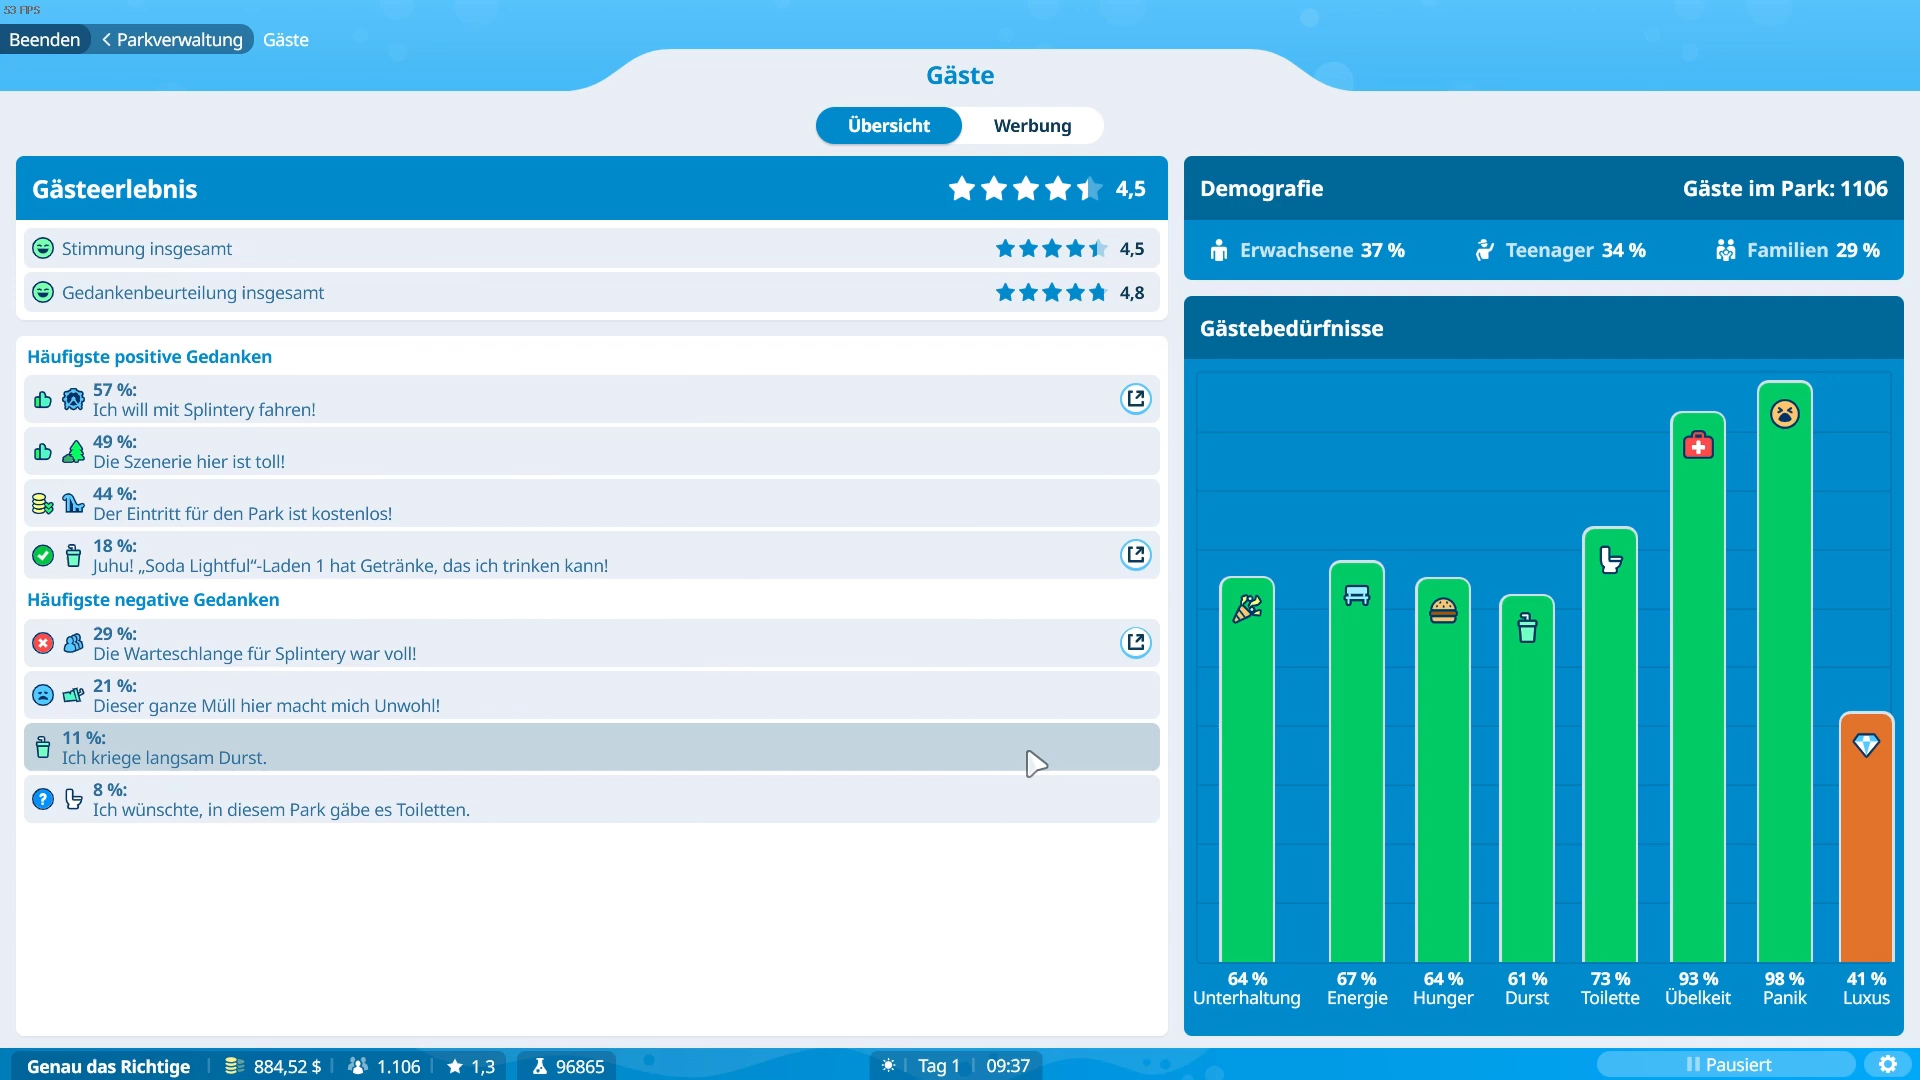 53 FPS
Beenden
Parkverwaltung
Gäste
Gäste
Übersicht
Werbung
Gästeerlebnis
4,5
Stimmung insgesamt
4,5
Gedankenbeurteilung insgesamt
4,8
Häufigste positive Gedanken
57 %:
Ich will mit Splintery fahren!
49 %:
Die Szenerie hier ist toll!
44 %:
Der Eintritt für den Park ist kostenlos!
18 %:
Juhu! „Soda Lightful“-Laden 1 hat Getränke, das ich trinken kann!
Häufigste negative Gedanken
29 %:
Die Warteschlange für Splintery war voll!
21 %:
Dieser ganze Müll hier macht mich Unwohl!
11 %:
Ich kriege langsam Durst.
8 %:
Ich wünschte, in diesem Park gäbe es Toiletten.
Demografie
Gäste im Park: 1106
Erwachsene 37 %
Teenager 34 %
Familien 29 %
Gästebedürfnisse
64 %
Unterhaltung
67 %
Energie
64 %
Hunger
61 %
Durst
73 %
Toilette
93 %
Übelkeit
98 %
Panik
41 %
Luxus
Genau das Richtige
884,52 $
1.106
1,3
96865
Tag 1
09:37
Pausiert